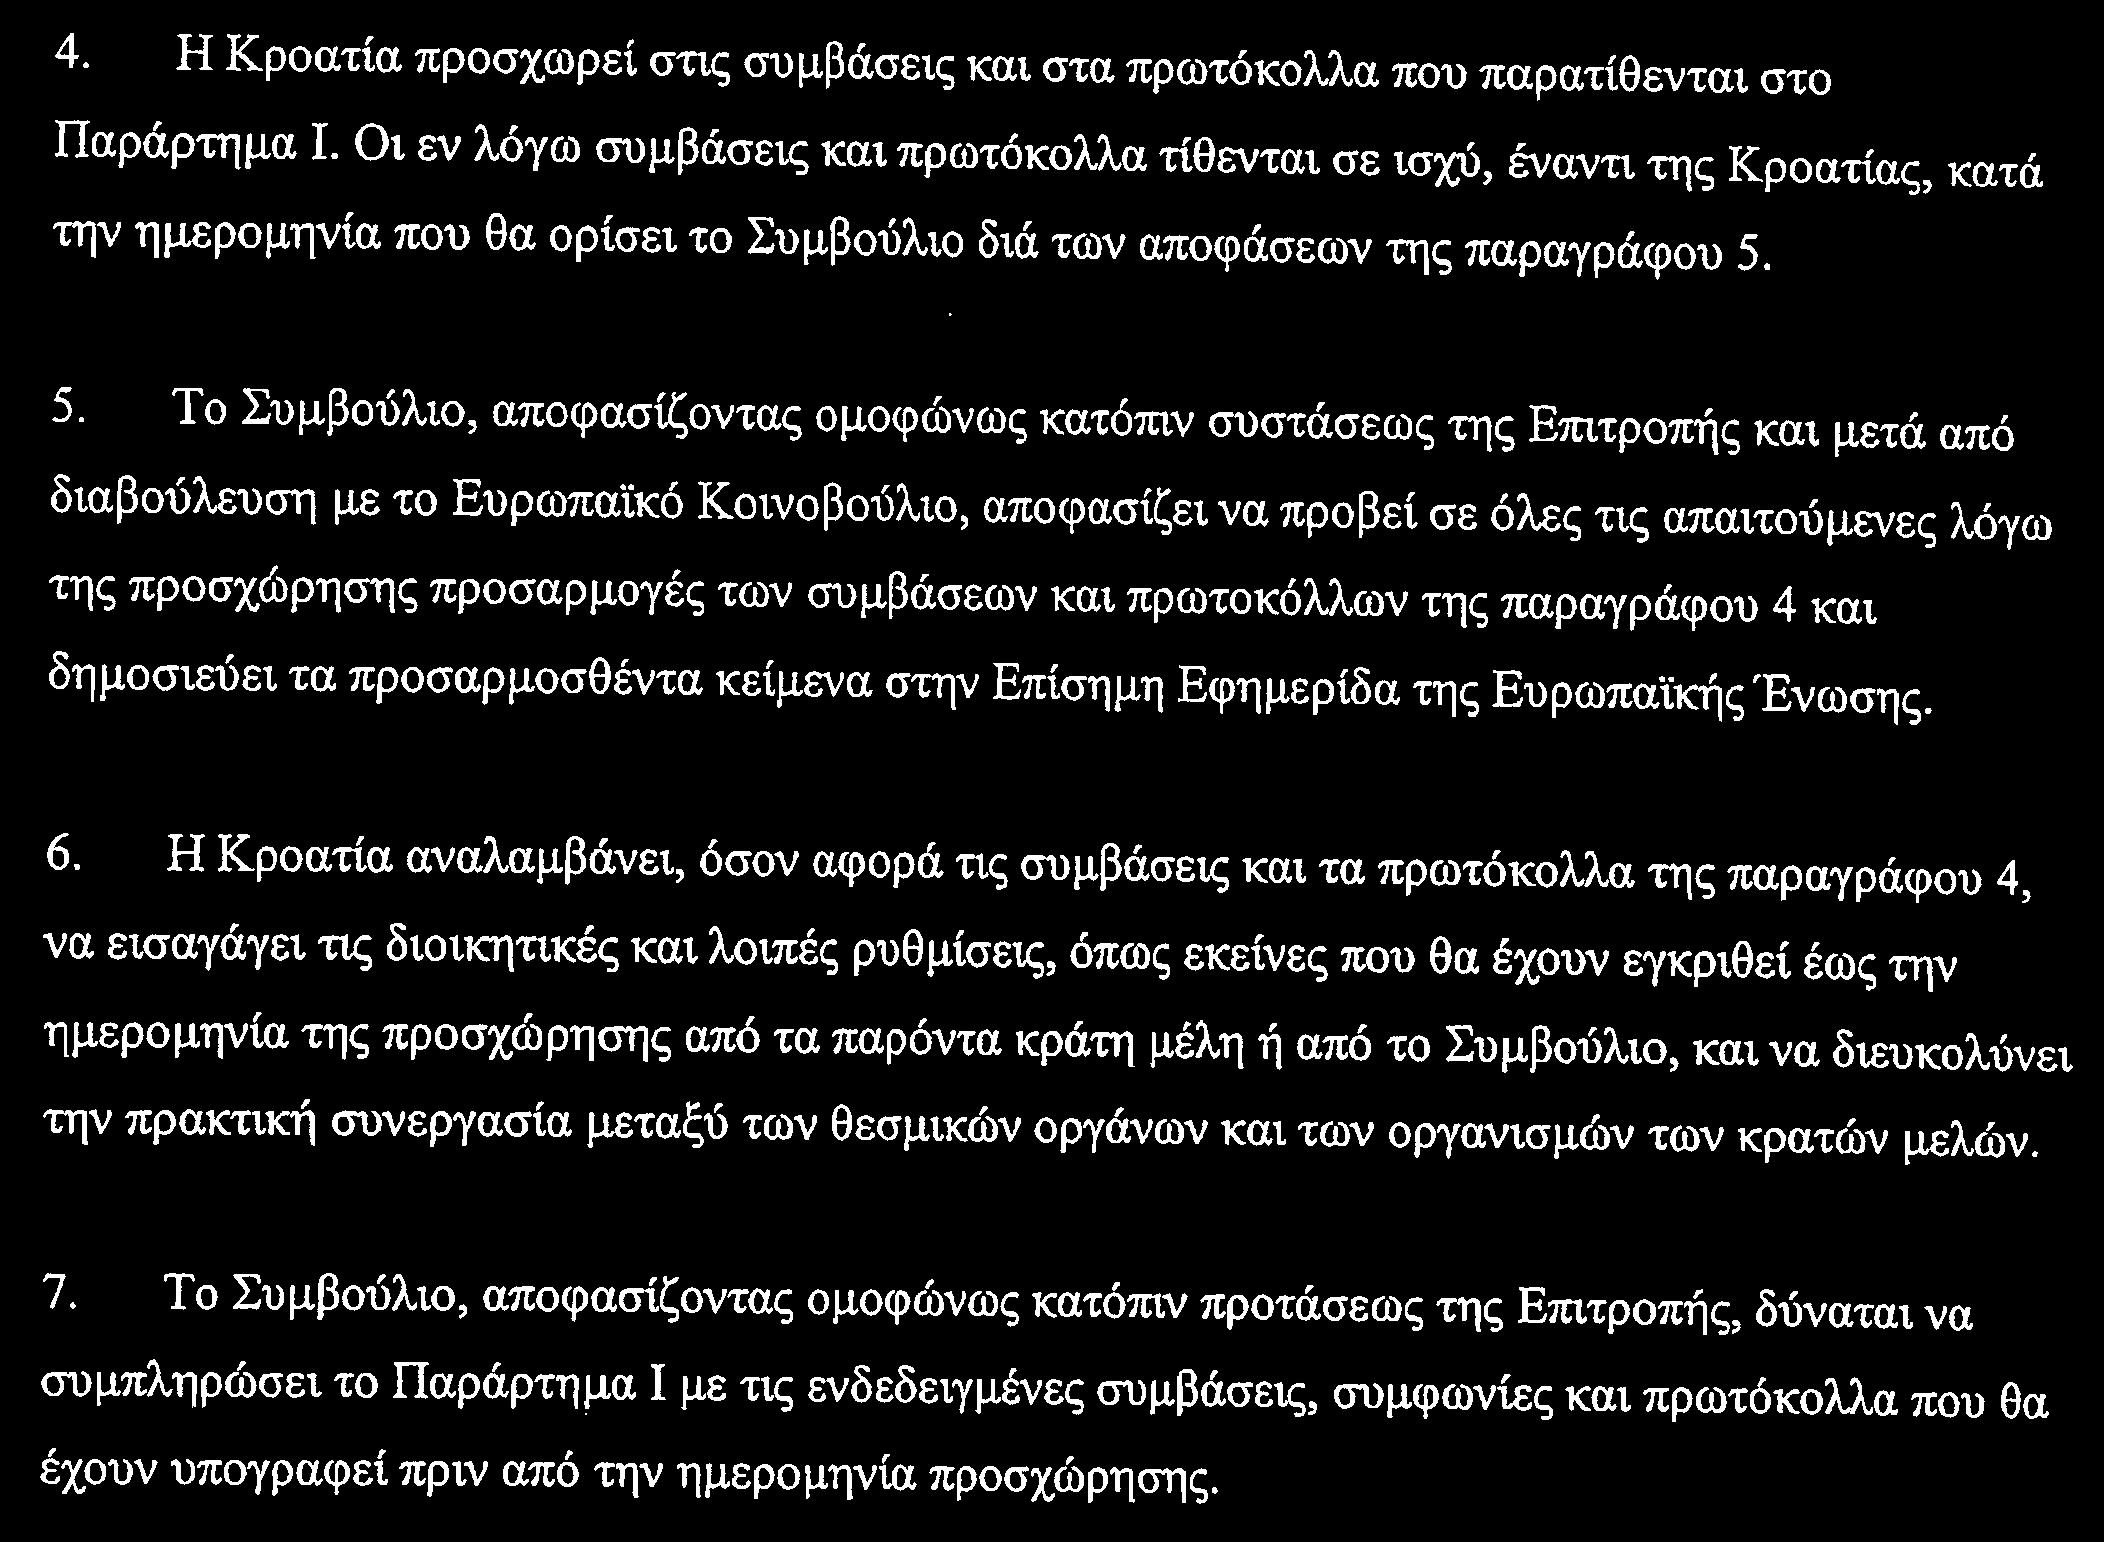 4. Η Κροατία προσχωρεί στις συμβάσεις και στα πρωτόκολλα που παρατίθενται στο
Παράρτημα Ι. Οι εν λόγω συμβάσεις και πρωτόκολλα τίθενται σε ισχύ, έναντι της Κροατίας, κατά
την ημερομηνία που θα ορίσει το Συμβούλιο διά των αποφάσεων της παραγράφου 5.
5. Το Συμβούλιο, αποφασίζοντας ομοφώνως κατόπιν συστάσεως της Επιτροπής και μετά από
διαβούλευση με το Ευρωπαϊκό Κοινοβούλιο, αποφασίζει να προβεί σε όλες τις απαιτούμενες λόγω
της προσχώρησης προσαρμογές των συμβάσεων και πρωτοκόλλων της παραγράφου 4 και
δημοσιεύει τα προσαρμοσθέντα κείμενα στην Επίσημη Εφημερίδα της Ευρωπαϊκής Ένωσης.
6. Η Κροατία αναλαμβάνει, όσον αφορά τις συμβάσεις και τα πρωτόκολλα της παραγράφου 4,
να εισαγάγει τις διοικητικές και λοιπές ρυθμίσεις, όπως εκείνες που θα έχουν εγκριθεί έως την
ημερομηνία της προσχώρησης από τα παρόντα κράτη μέλη ή από το Συμβούλιο, και να διευκολύνει
την πρακτική συνεργασία μεταξύ των θεσμικών οργάνων και των οργανισμών των κρατών μελών.
7. Το Συμβούλιο, αποφασίζοντας ομοφώνως κατόπιν προτάσεως της Επιτροπής, δύναται να
συμπληρώσει το Παράρτημα Ι με τις ενδεδειγμένες συμβάσεις, συμφωνίες και πρωτόκολλα που θα
έχουν υπογραφεί πριν από την ημερομηνία προσχώρησης.